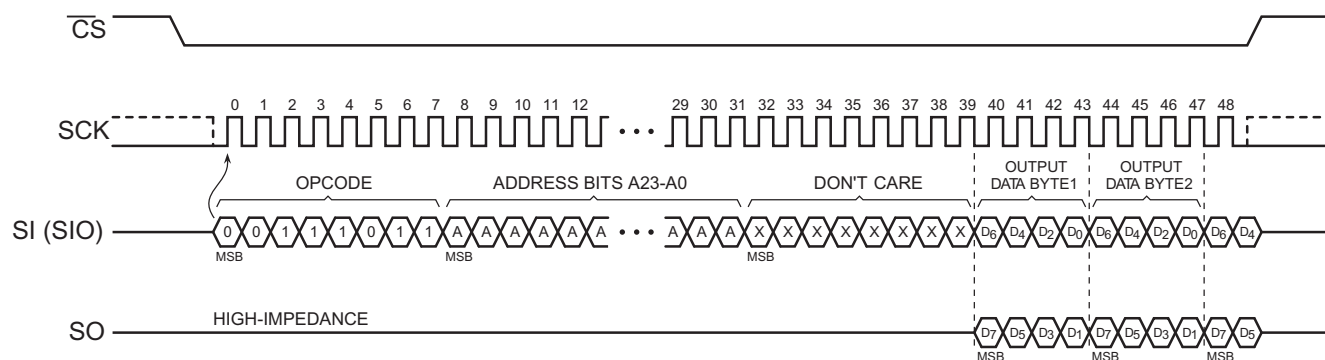 CS
0 1 2 3 4 5 6 7 8 9 10 11 12 29 30 31 32 33 34 35 36 37 38 39 40 41 42 43 44 45 46 47 48
SCK
OPCODE ADDRESS BITS A23-A0 DON'T CARE OUTPUT DATA BYTE1 OUTPUT DATA BYTE2
SI (SIO) 0 0 1 1 1 0 1 1 A A A A A A A A A X X X X X X X X D6 D4 D2 D0 D6 D4 D2 D0 D6 D4
MSB MSB MSB
HIGH-IMPEDANCE
SO D7 D5 D3 D1 D7 D5 D3 D1 D7 D5
MSB MSB MSB